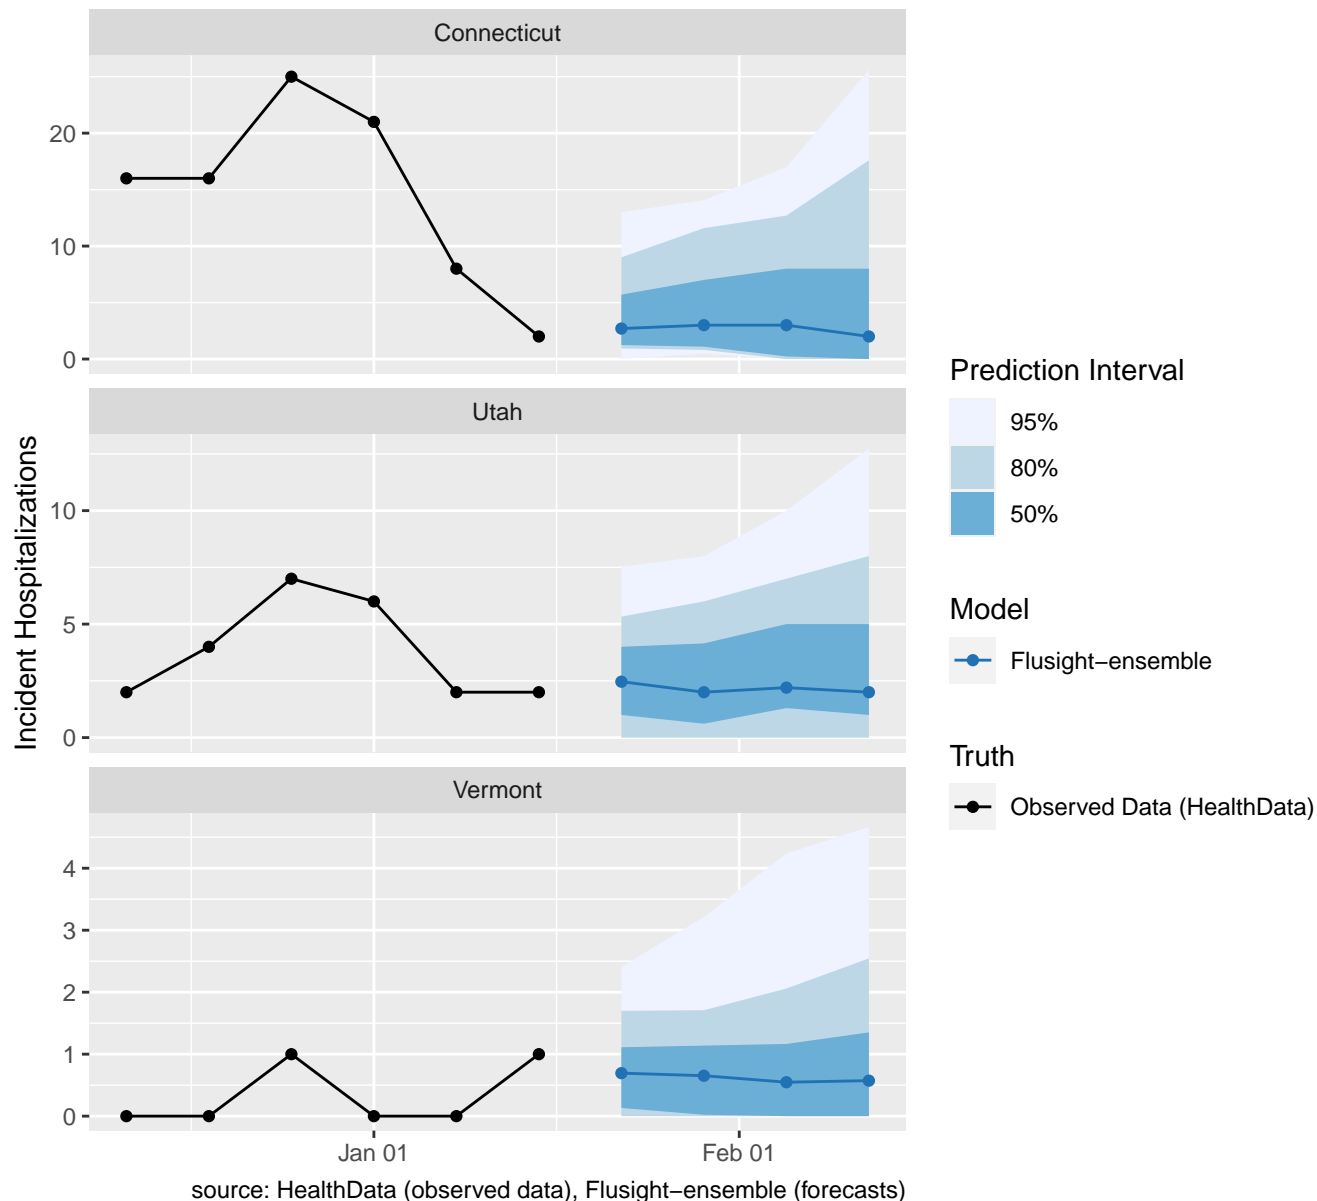 Connecticut
20
10
0
Utah
10
5
0
Vermont
4
3
2
1
0
Incident Hospitalizations
Jan 01
Feb 01
source: HealthData (observed data), Flusight−ensemble (forecasts)
Prediction Interval
95%
80%
50%
Model
Flusight−ensemble
Truth
Observed Data (HealthData)